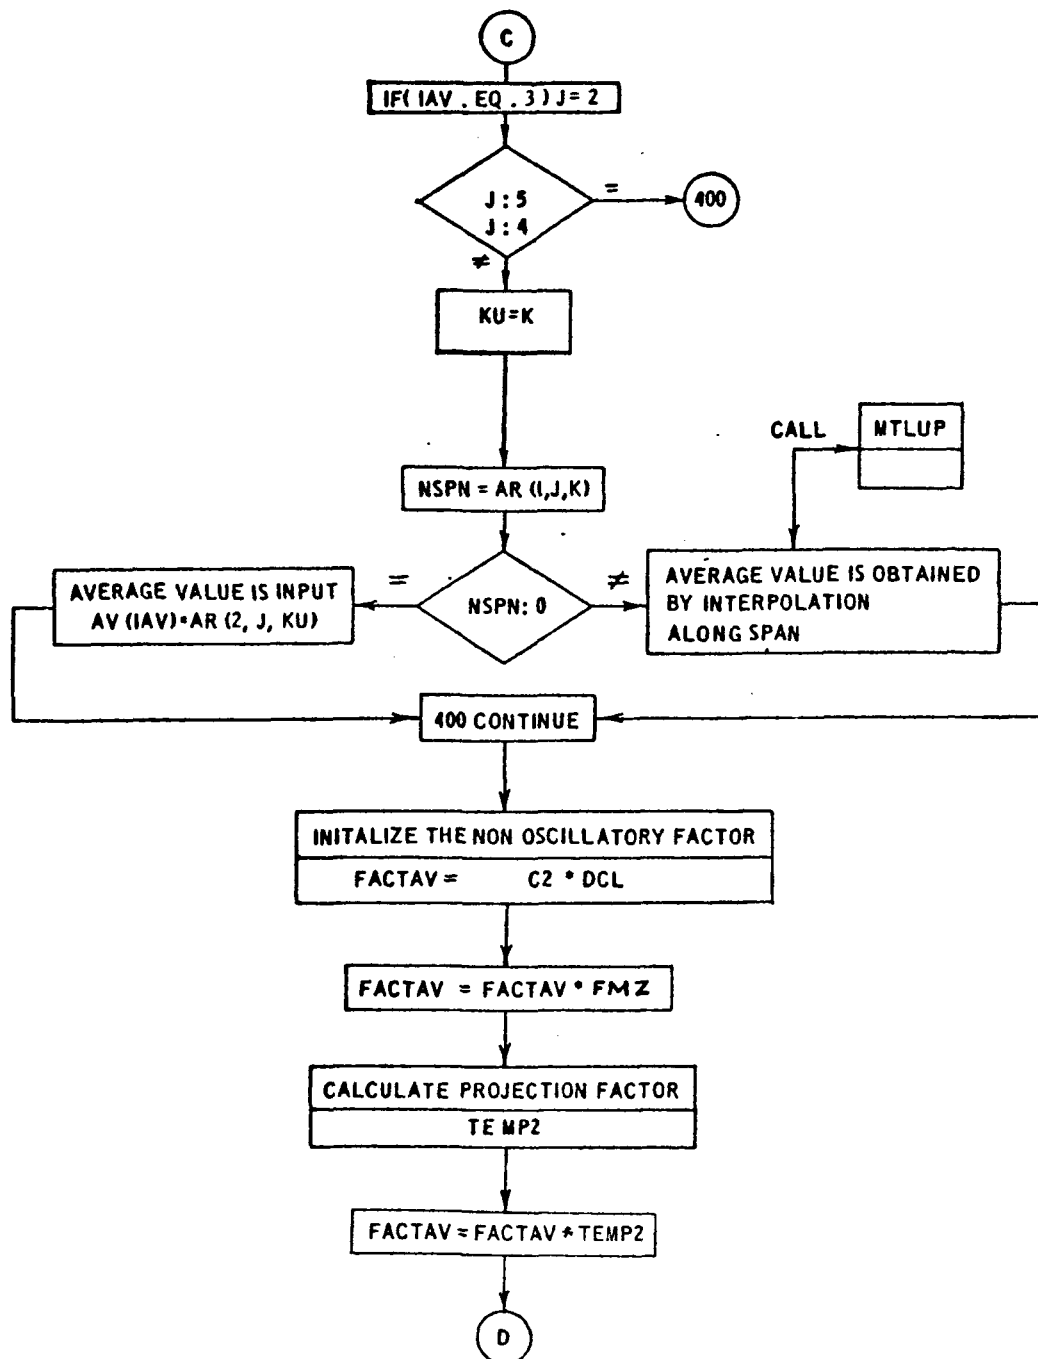 C
IF( IAV . EQ . 3 ) J = 2
J : 5
J : 4
=
400
≠
KU=K
CALL
MTLUP
NSPN = AR (I,J,K)
AVERAGE VALUE IS INPUT
AV (IAV)=AR (2, J, KU)
=
NSPN: 0
≠
AVERAGE VALUE IS OBTAINED
BY INTERPOLATION
ALONG SPAN
400 CONTINUE
INITALIZE THE NON OSCILLATORY FACTOR
FACTAV = C2 * DCL
FACTAV = FACTAV * FMZ
CALCULATE PROJECTION FACTOR
TEMP2
FACTAV = FACTAV * TEMP2
D